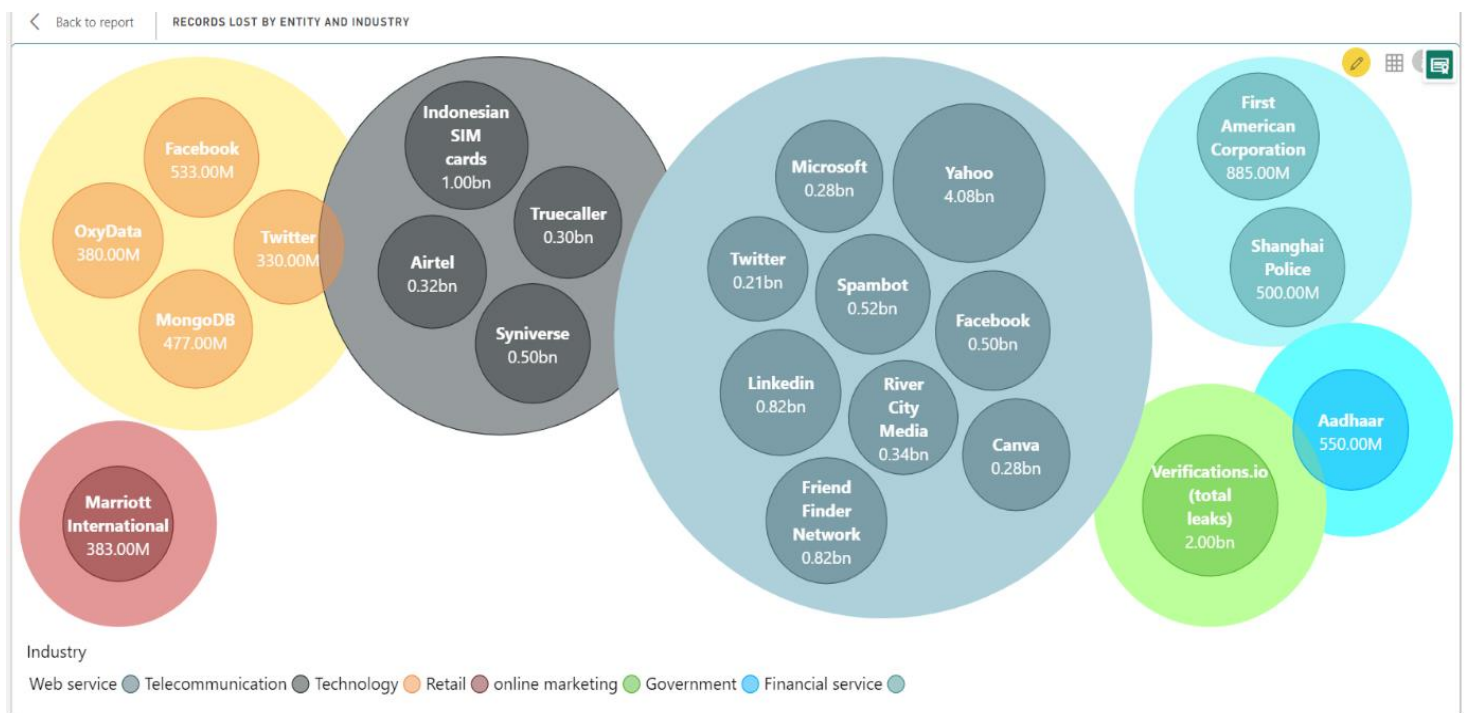 Back to report
RECORDS LOST BY ENTITY AND INDUSTRY
Facebook
533.00M
OxyData
380.00M
Twitter
330.00M
MongoDB
477.00M
Marriott
International
383.00M
Indonesian
SIM
cards
1.00bn
Truecaller
0.30bn
Airtel
0.32bn
Syniverse
0.50bn
Microsoft
0.28bn
Yahoo
4.08bn
Twitter
0.21bn
Spambot
0.52bn
Facebook
0.50bn
Linkedin
0.82bn
River
City
Media
0.34bn
Canva
0.28bn
Friend
Finder
Network
0.82bn
First
American
Corporation
885.00M
Shanghai
Police
500.00M
Aadhaar
550.00M
Verifications.io
(total
leaks)
2.00bn
Industry
Web service Telecommunication Technology Retail online marketing Government Financial service